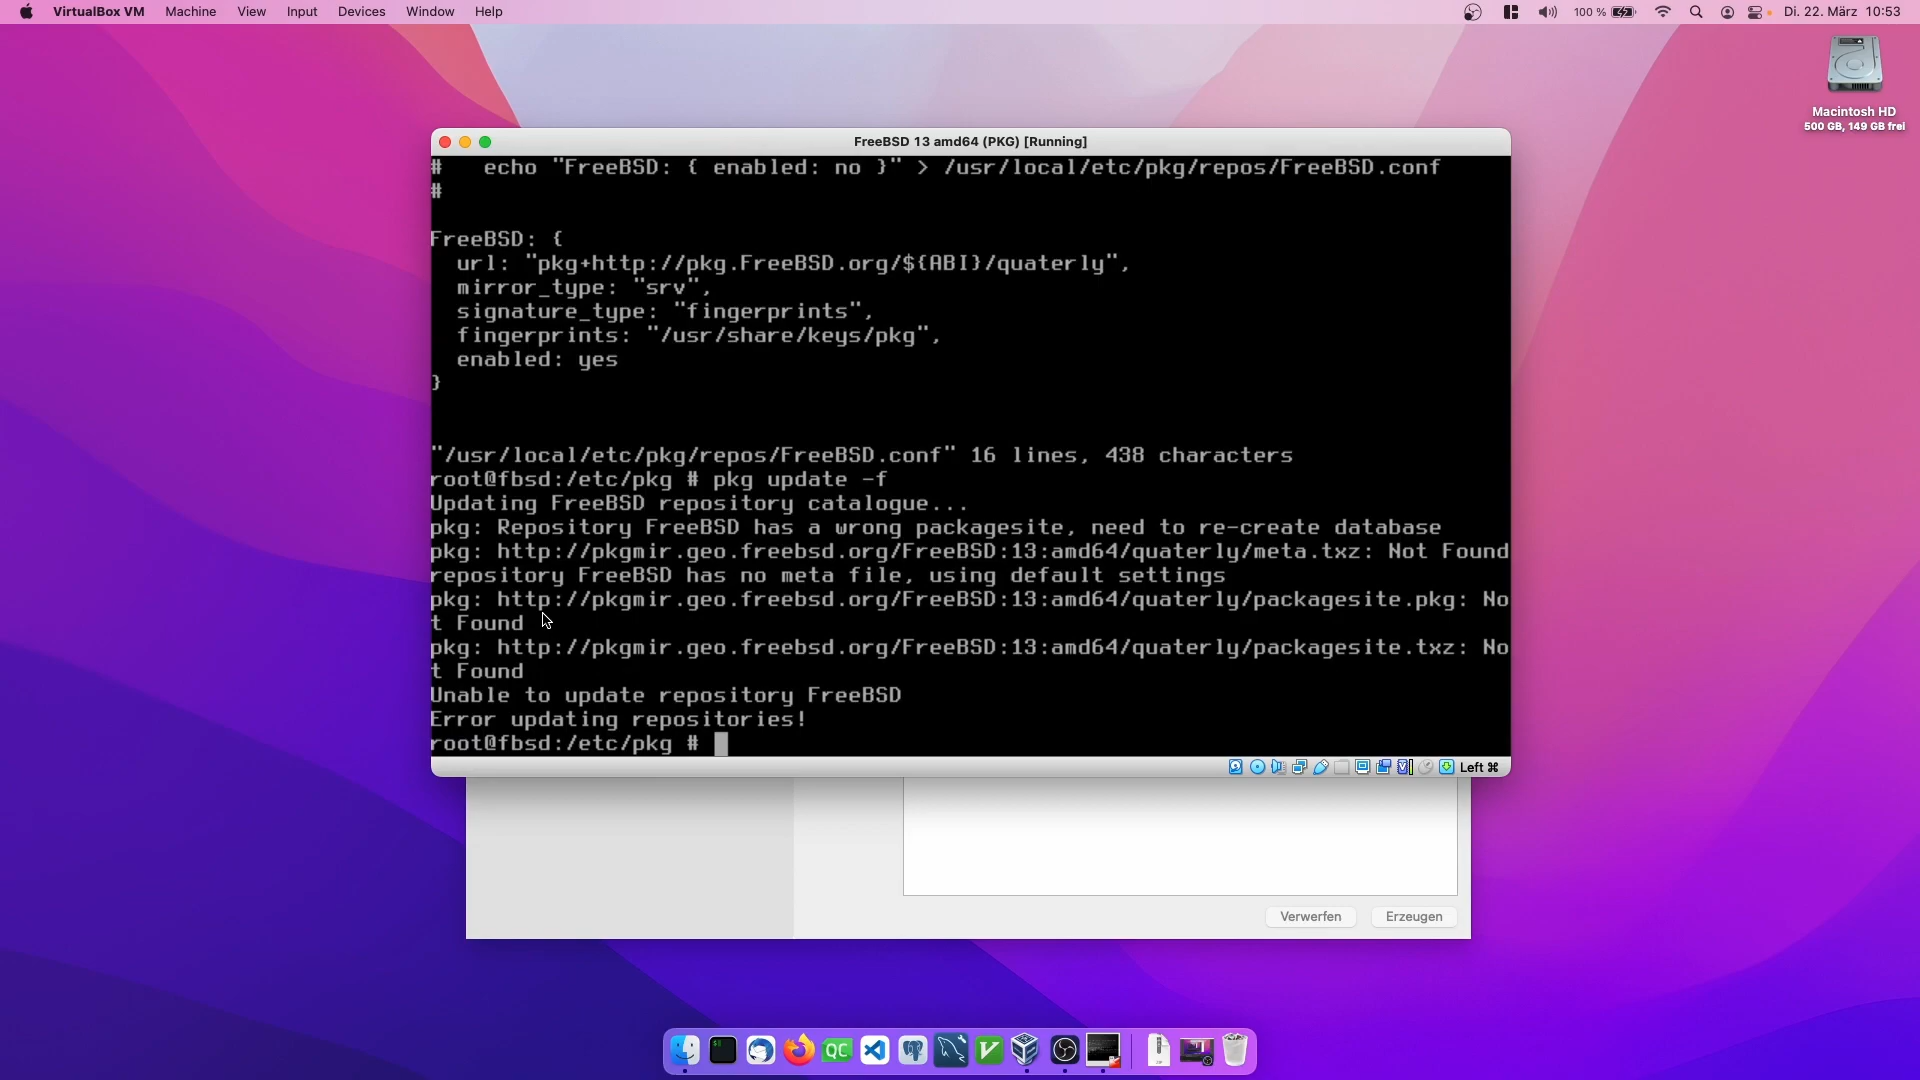 VirtualBox VM Machine View Input Devices Window Help 100 % Di. 22. März 10:53
Macintosh HD
500 GB, 149 GB frei
FreeBSD 13 amd64 (PKG) [Running]
#   echo "FreeBSD: { enabled: no }" > /usr/local/etc/pkg/repos/FreeBSD.conf
#
FreeBSD: {
  url: "pkg+http://pkg.FreeBSD.org/${ABI}/quaterly",
  mirror_type: "srv",
  signature_type: "fingerprints",
  fingerprints: "/usr/share/keys/pkg",
  enabled: yes
}
"/usr/local/etc/pkg/repos/FreeBSD.conf" 16 lines, 438 characters
root@fbsd:/etc/pkg # pkg update -f
Updating FreeBSD repository catalogue...
pkg: Repository FreeBSD has a wrong packagesite, need to re-create database
pkg: http://pkgmir.geo.freebsd.org/FreeBSD:13:amd64/quaterly/meta.txz: Not Found
repository FreeBSD has no meta file, using default settings
pkg: http://pkgmir.geo.freebsd.org/FreeBSD:13:amd64/quaterly/packagesite.pkg: No
t Found
pkg: http://pkgmir.geo.freebsd.org/FreeBSD:13:amd64/quaterly/packagesite.txz: No
t Found
Unable to update repository FreeBSD
Error updating repositories!
root@fbsd:/etc/pkg #
Left ⌘
Verwerfen Erzeugen
QC